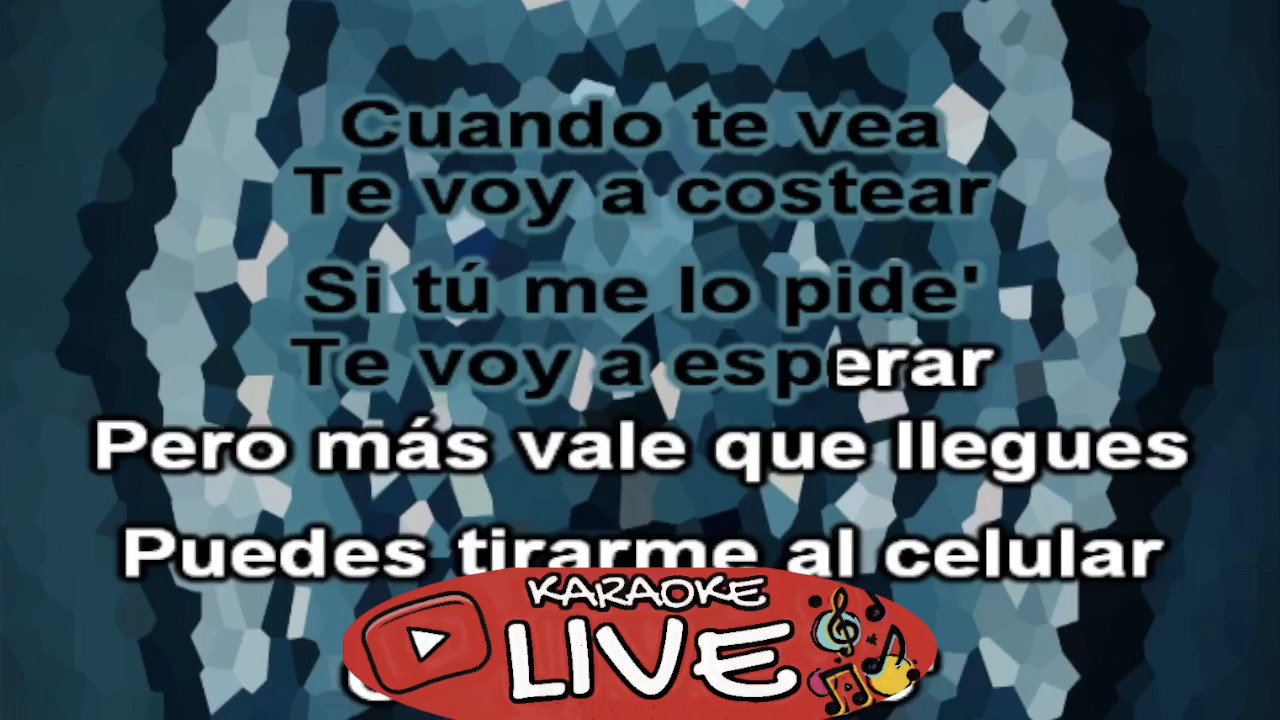 Cuando te vea
Te voy a costear
Si tú me lo pide'
Te voy a esperar
Pero más vale que llegues
Puedes tirarme al celular
KARAOKE
LIVE